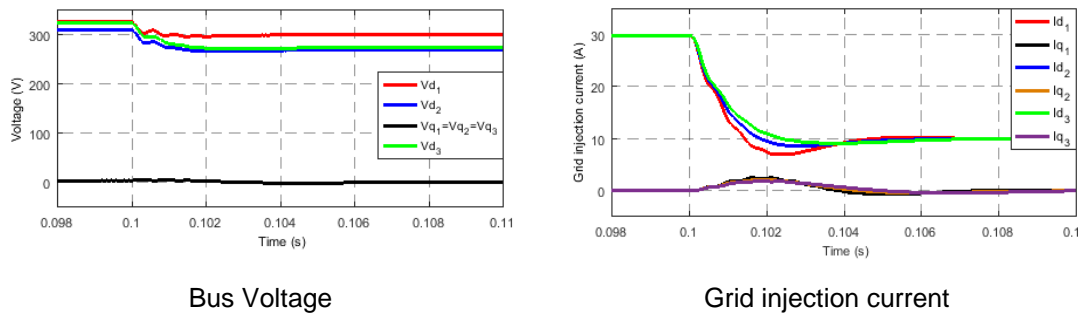 300
200
100
0
Voltage (V)
0.098
0.1
0.102
0.104
0.106
0.108
0.11
Time (s)
Vd1
Vd2
Vq1=Vq2=Vq3
Vd3
Bus Voltage
30
20
10
0
Grid injection current (A)
0.098
0.1
0.102
0.104
0.106
0.108
0.1
Time (s)
Id1
Iq1
Id2
Iq2
Id3
Iq3
Grid injection current